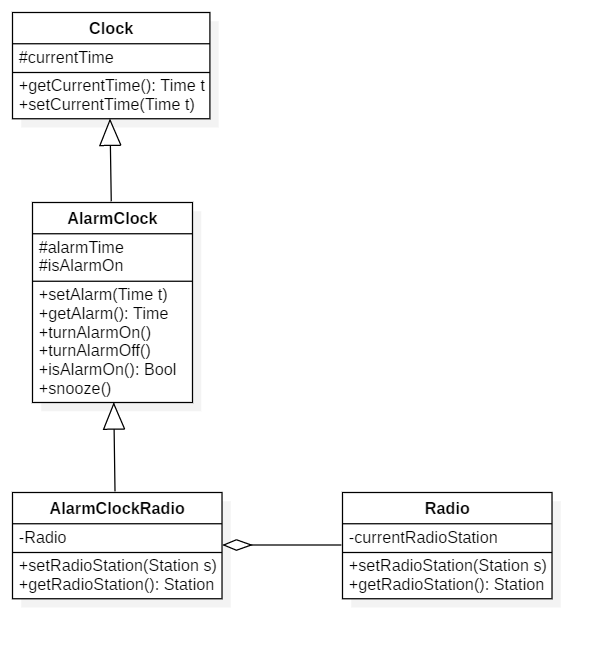 Clock
#currentTime
+getCurrentTime(): Time t
+setCurrentTime(Time t)
AlarmClock
#alarmTime
#isAlarmOn
+setAlarm(Time t)
+getAlarm(): Time
+turnAlarmOn()
+turnAlarmOff()
+isAlarmOn(): Bool
+snooze()
AlarmClockRadio
-Radio
+setRadioStation(Station s)
+getRadioStation(): Station
Radio
-currentRadioStation
+setRadioStation(Station s)
+getRadioStation(): Station